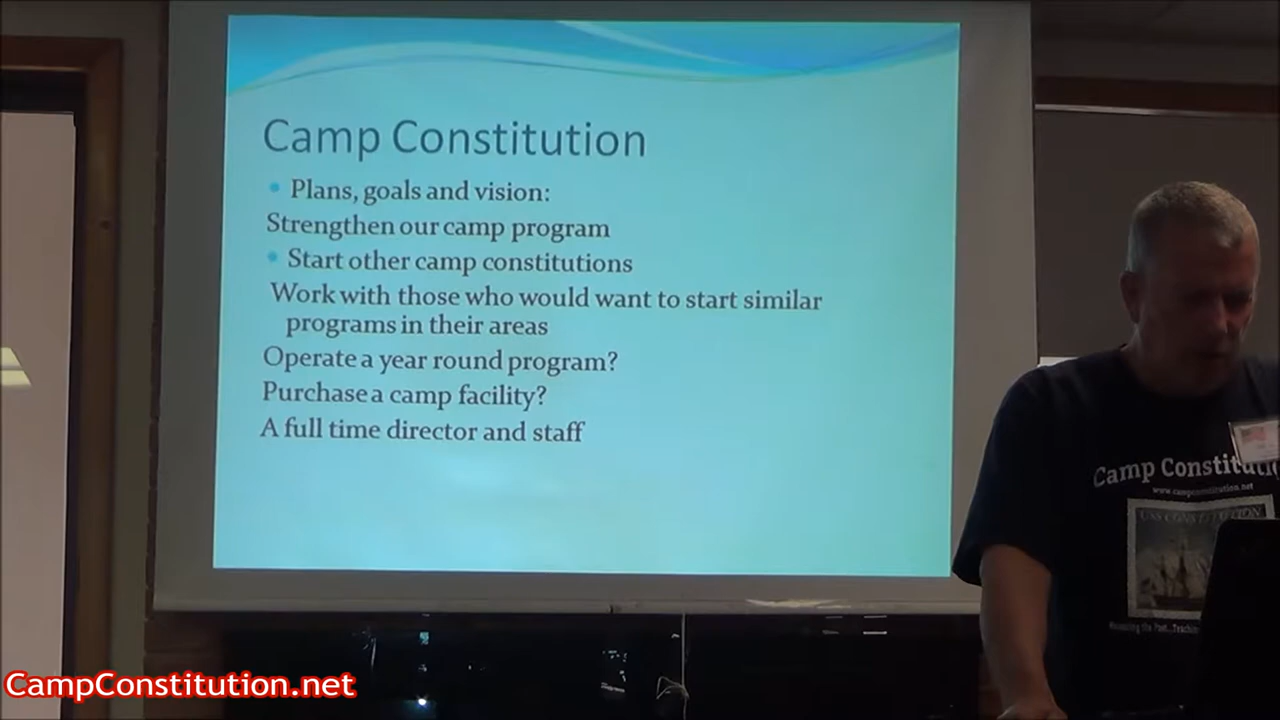 Camp Constitution
• Plans, goals and vision:
Strengthen our camp program
• Start other camp constitutions
Work with those who would want to start similar
programs in their areas
Operate a year round program?
Purchase a camp facility?
A full time director and staff
Camp Constitution
www.campconstitution.net
USS CONSTITUTION
CampConstitution.net